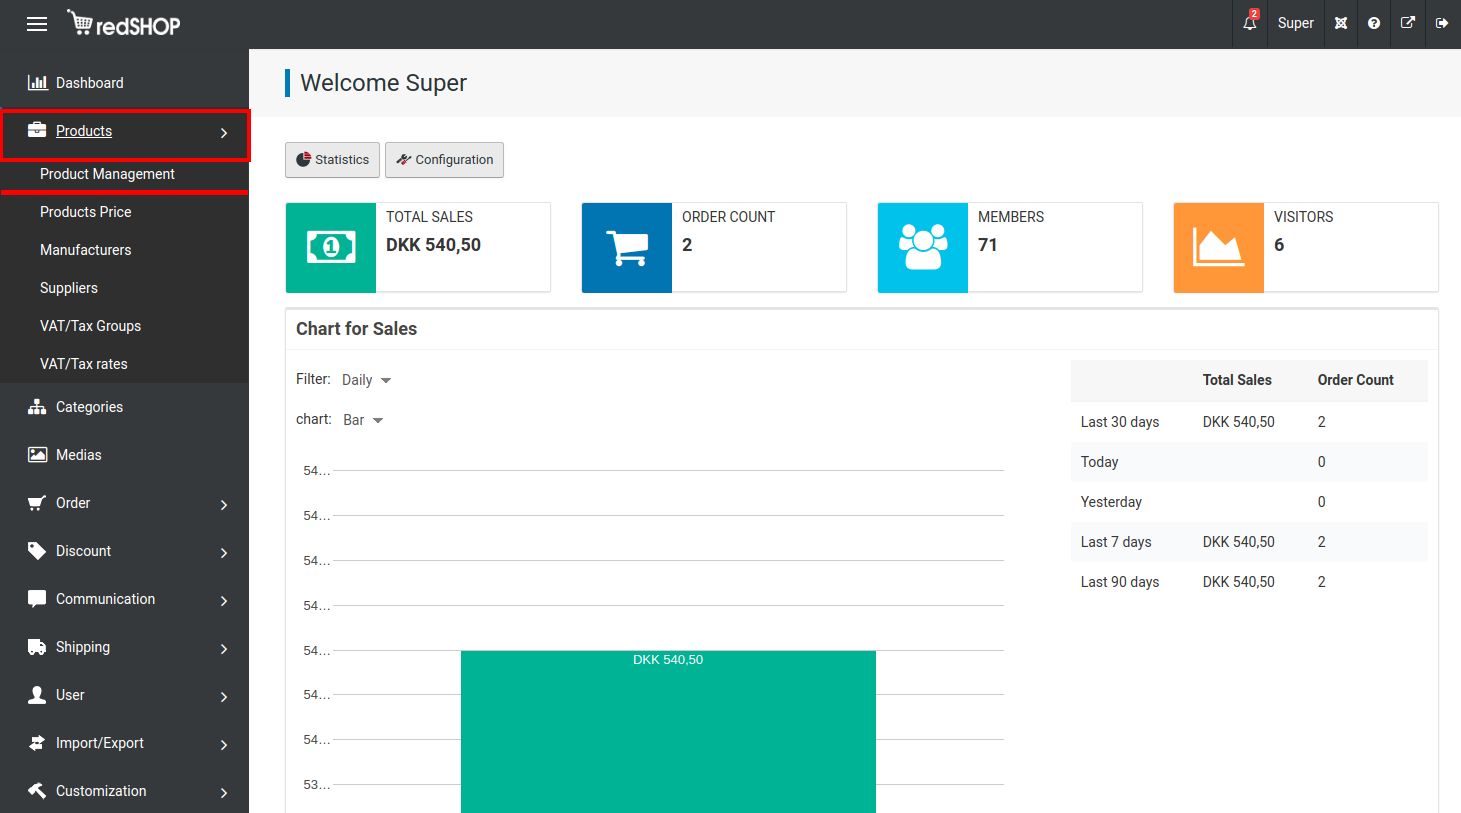 redSHOP
2
Super
Dashboard
Products
Product Management
Products Price
Manufacturers
Suppliers
VAT/Tax Groups
VAT/Tax rates
Categories
Medias
Order
Discount
Communication
Shipping
User
Import/Export
Customization
Welcome Super
Statistics
Configuration
TOTAL SALES
DKK 540,50
ORDER COUNT
2
MEMBERS
71
VISITORS
6
Chart for Sales
Filter: Daily
chart: Bar
54...
54...
54...
54...
54...
54...
54...
53...
DKK 540,50
Total Sales Order Count
Last 30 days DKK 540,50 2
Today 0
Yesterday 0
Last 7 days DKK 540,50 2
Last 90 days DKK 540,50 2